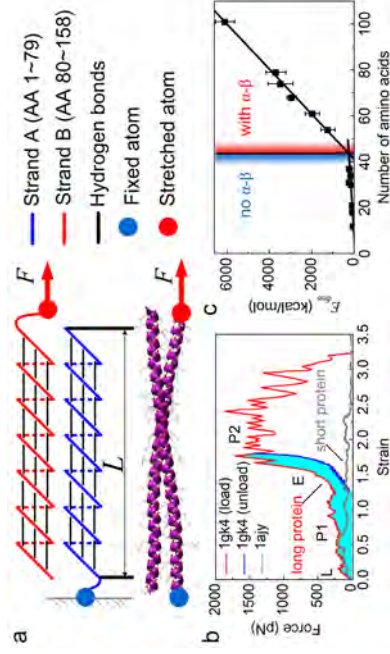 a
F
L
F
Strand A (AA 1~79)
Strand B (AA 80~158)
Hydrogen bonds
Fixed atom
Stretched atom
b
2000
1500
1000
500
0
Force (pN)
1gk4 (load)
1gk4 (unload)
1ajy
long protein
P2
E
P1
L
short protein
0.0 0.5 1.0 1.5 2.0 2.5 3.0 3.5
Strain
c
6000
4000
2000
0
(kcal/mol)
no α-β
with α-β
0 20 40 60 80 100
Number of amino acids